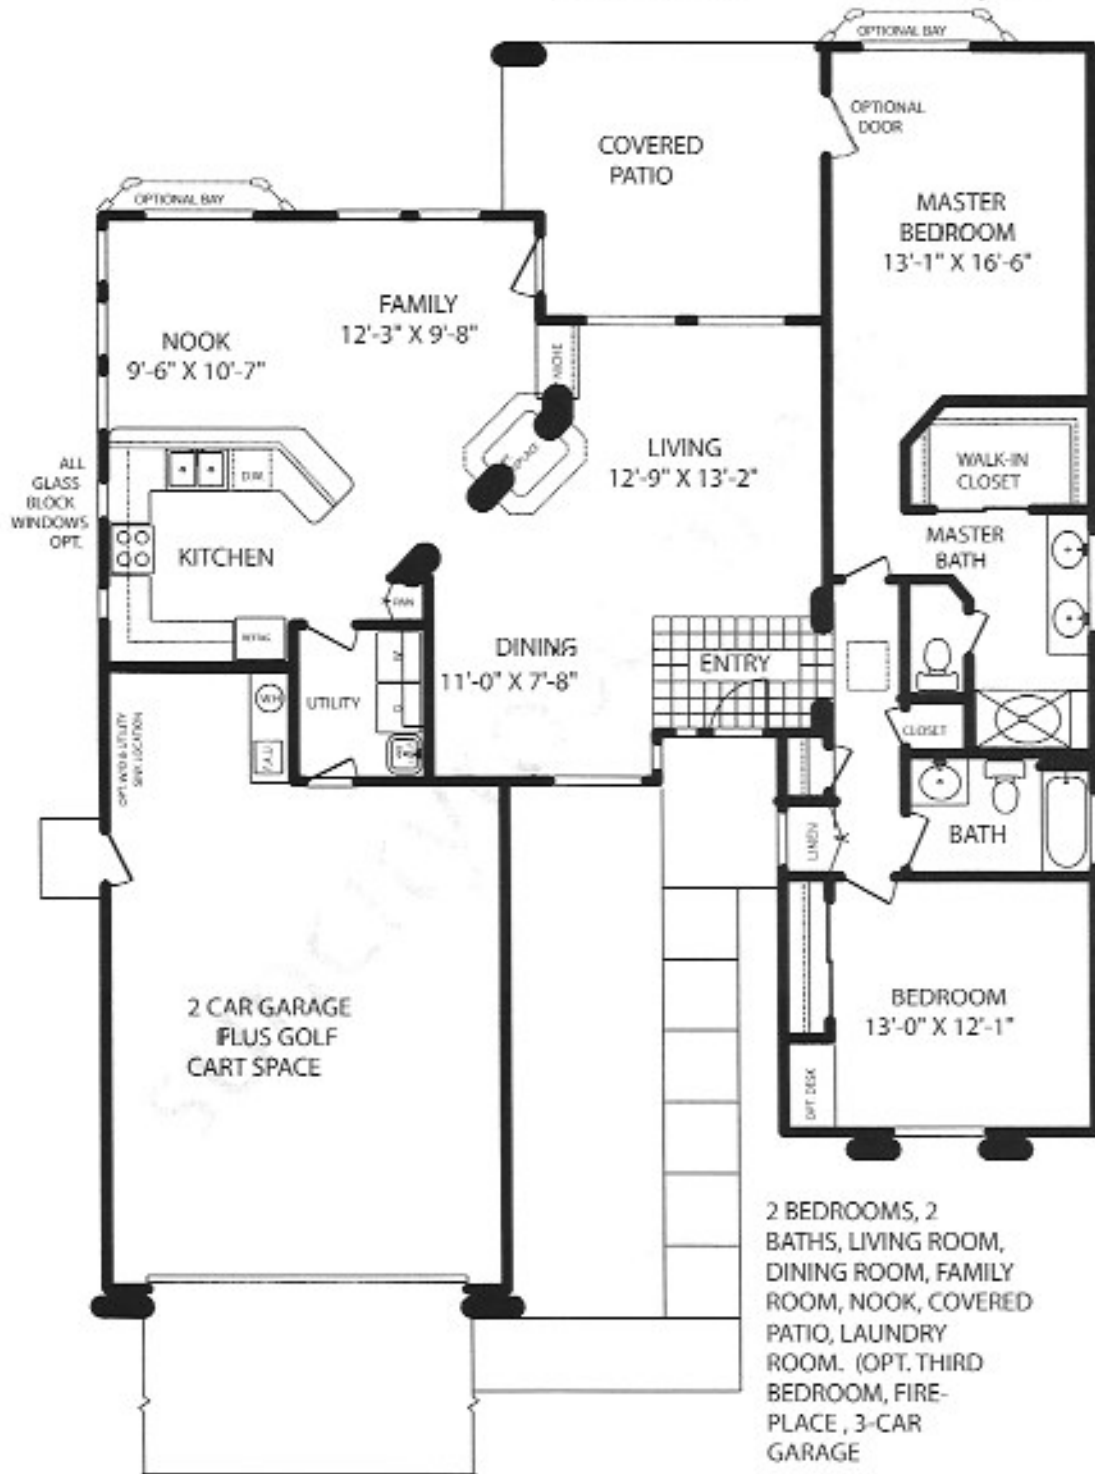 OPTIONAL BAY
OPTIONAL
DOOR
COVERED
PATIO
OPTIONAL BAY
MASTER
BEDROOM
13'-1" X 16'-6"
FAMILY
12'-3" X 9'-8"
NOOK
9'-6" X 10'-7"
NICHE
LIVING
12'-9" X 13'-2"
WALK-IN
CLOSET
ALL
GLASS
BLOCK
WINDOWS
OPT.
D.W.
KITCHEN
MASTER
BATH
PAN
DINING
11'-0" X 7'-8"
ENTRY
UTILITY
W
D
WH
CLOSET
LINEN
BATH
2 CAR GARAGE
PLUS GOLF
CART SPACE
BEDROOM
13'-0" X 12'-1"
OPT. DESK
2 BEDROOMS, 2
BATHS, LIVING ROOM,
DINING ROOM, FAMILY
ROOM, NOOK, COVERED
PATIO, LAUNDRY
ROOM. (OPT. THIRD
BEDROOM, FIRE-
PLACE , 3-CAR
GARAGE